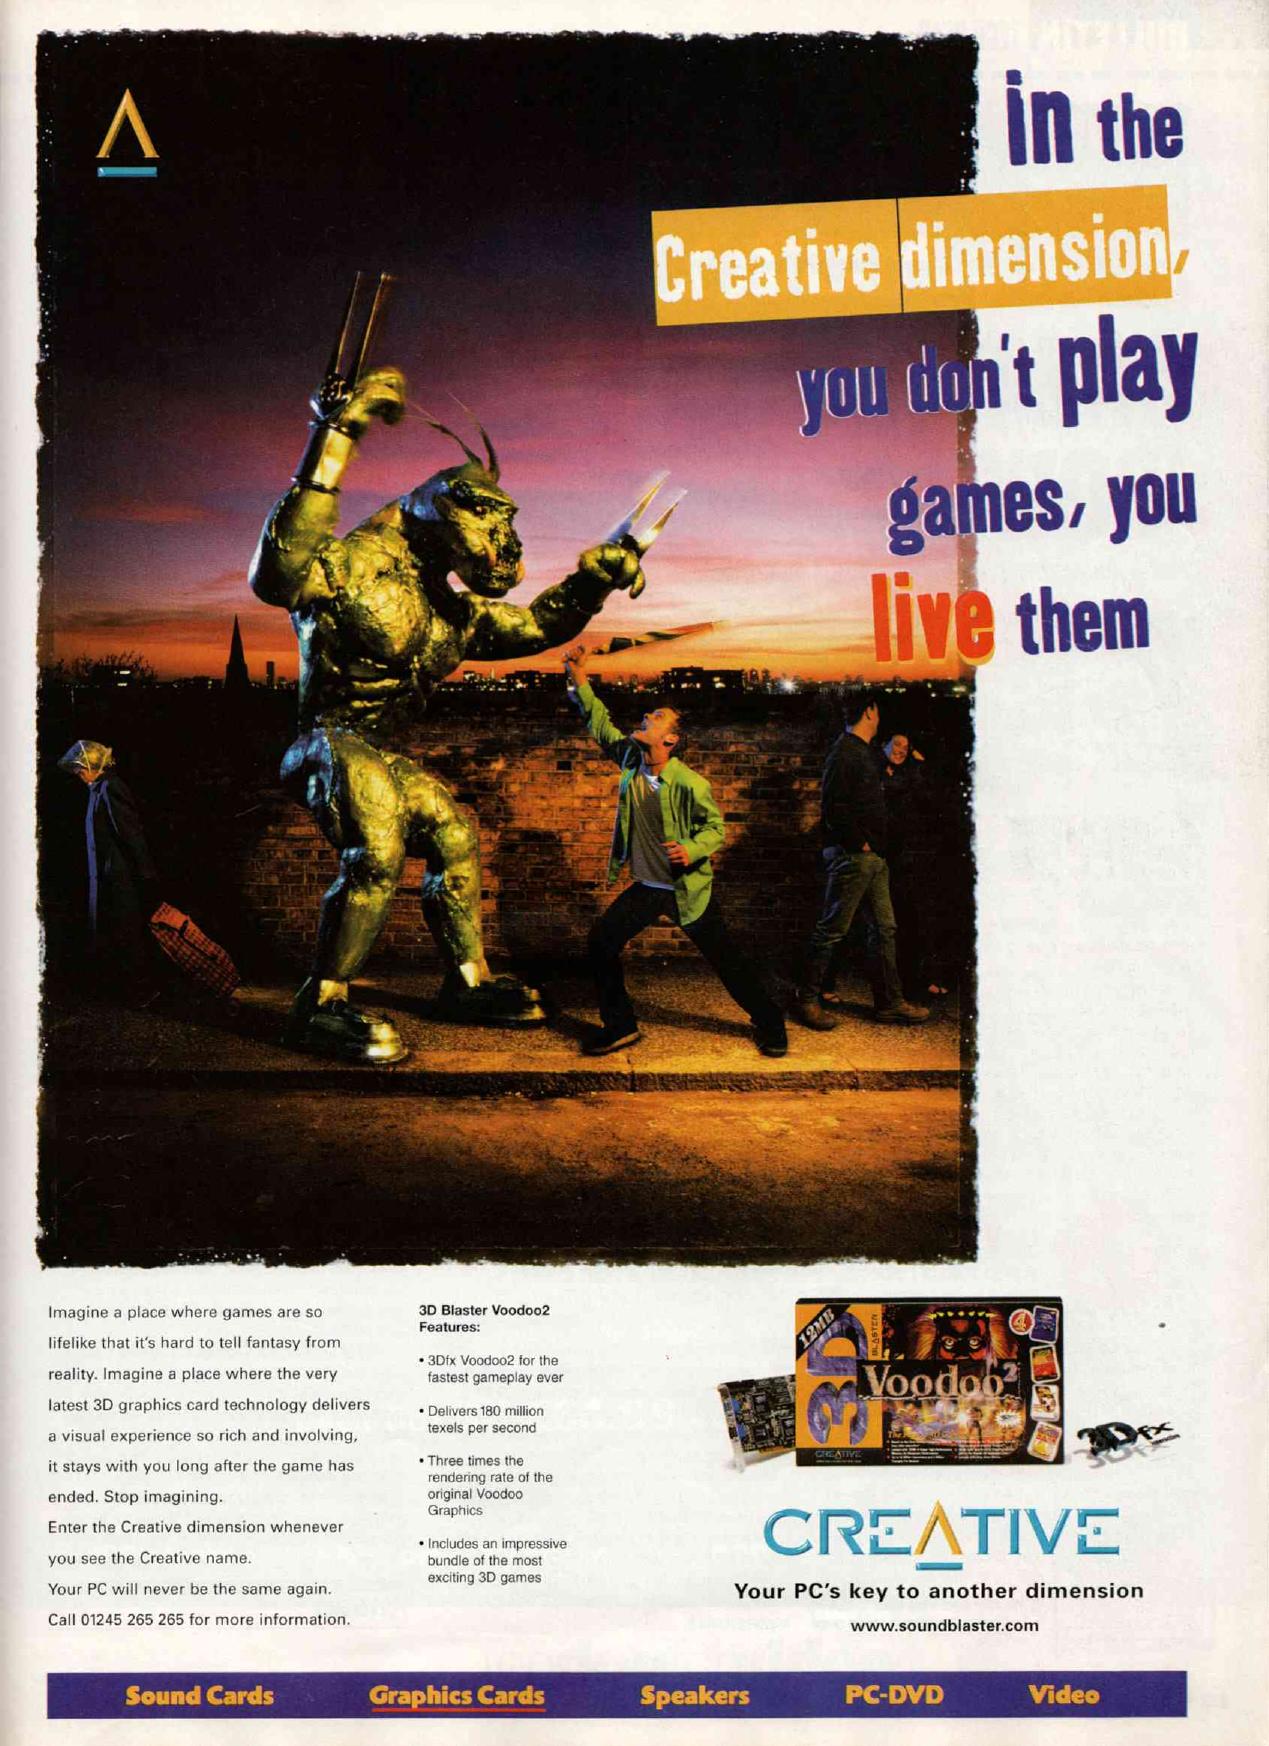 in the
Creative dimension,
you don't play
games, you
live them
Imagine a place where games are so
lifelike that it's hard to tell fantasy from
reality. Imagine a place where the very
latest 3D graphics card technology delivers
a visual experience so rich and involving,
it stays with you long after the game has
ended. Stop imagining.
Enter the Creative dimension whenever
you see the Creative name.
Your PC will never be the same again.
Call 01245 265 265 for more information.
3D Blaster Voodoo2
Features:
• 3Dfx Voodoo2 for the
fastest gameplay ever
• Delivers 180 million
texels per second
• Three times the
rendering rate of the
original Voodoo
Graphics
• Includes an impressive
bundle of the most
exciting 3D games
12MB
3D
BLASTER
Voodoo2
4
CREATIVE
3Dfx
CREATIVE
Your PC's key to another dimension
www.soundblaster.com
Sound Cards Graphics Cards Speakers PC-DVD Video